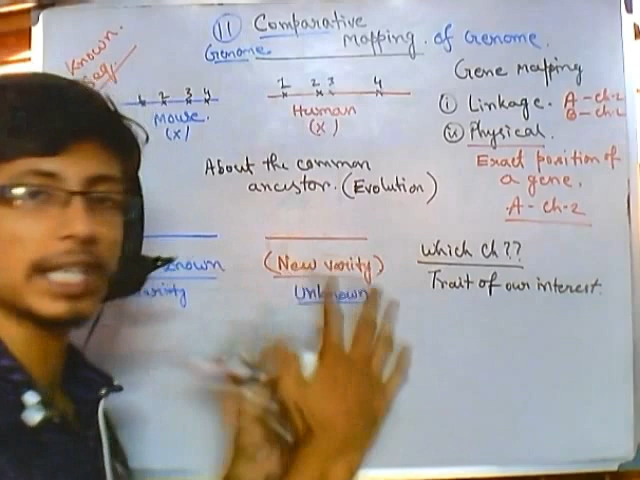 11 Comparative
Genome mapping of Genome.
Known
Seq.
1 2 3 4
Mouse.
(X)
1 2 3 4
Human
(X)
Gene mapping
(i) Linkage. A - ch-2
B - ch-2
(ii) Physical.
Exact position of
a gene.
A - ch-2
About the common
ancestor. (Evolution)
Known
(New varity)
Unknown
Which ch??
Trait of our interest.